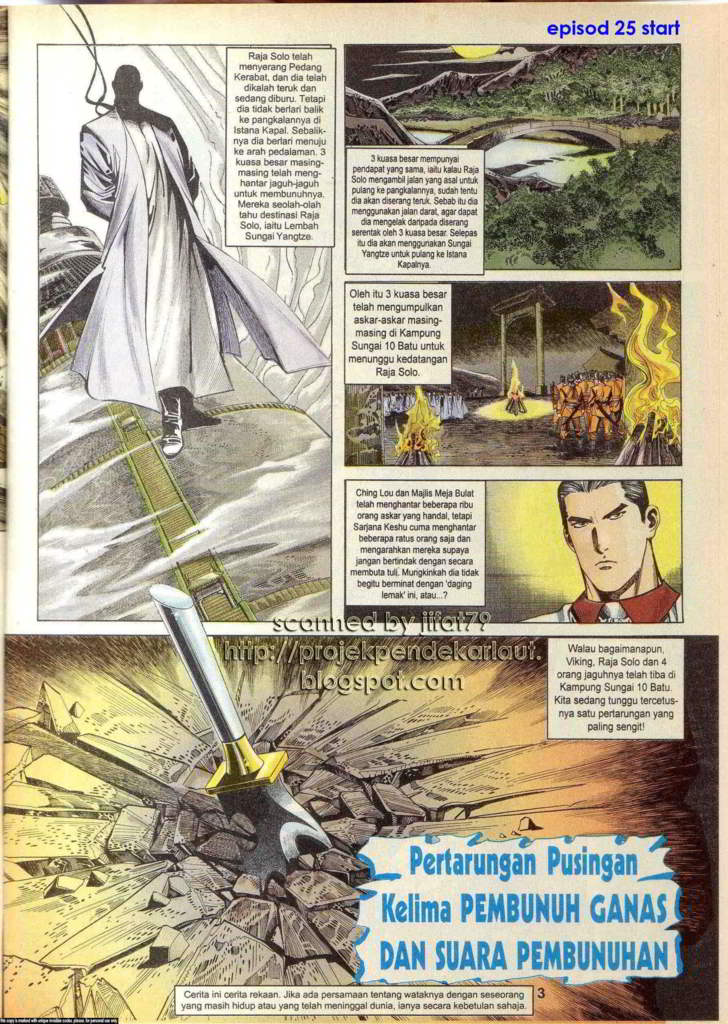 episod 25 start
Raja Solo telah
menyerang Pedang
Kerabat, dan dia telah
dikalah teruk dan
sedang diburu. Tetapi
dia tidak berlari balik
ke pangkalannya di
Istana Kapal. Sebalik-
nya dia berlari menuju
ke arah pedalaman. 3
kuasa besar masing-
masing telah meng-
hantar jaguh-jaguh
untuk membunuhnya.
Mereka seolah-olah
tahu destinasi Raja
Solo, iaitu Lembah
Sungai Yangtze.
3 kuasa besar mempunyai
pendapat yang sama, iaitu kalau Raja
Solo mengambil jalan yang asal untuk
pulang ke pangkalannya, sudah tentu
dia akan diserang teruk. Sebab itu dia
menggunakan jalan darat, agar dapat
dia mengelak daripada diserang
serentak oleh 3 kuasa besar. Selepas
itu dia akan menggunakan Sungai
Yangtze untuk pulang ke Istana
Kapalnya.
Oleh itu 3 kuasa besar
telah mengumpulkan
askar-askar masing-
masing di Kampung
Sungai 10 Batu untuk
menunggu kedatangan
Raja Solo.
Ching Lou dan Majlis Meja Bulat
telah menghantar beberapa ribu
orang askar yang handal, tetapi
Sarjana Keshu cuma menghantar
beberapa ratus orang saja dan
mengarahkan mereka supaya
jangan bertindak dengan secara
membuta tuli. Mungkinkah dia tidak
begitu berminat dengan 'daging
lemak' ini, atau...?
scanned by jifat79
http://projekpendekarlaut.
blogspot.com
Walau bagaimanapun,
Viking, Raja Solo dan 4
orang jaguhnya telah tiba di
Kampung Sungai 10 Batu.
Kita sedang tunggu tercetus-
nya satu pertarungan yang
paling sengit!
Pertarungan Pusingan
Kelima PEMBUNUH GANAS
DAN SUARA PEMBUNUHAN
Cerita ini cerita rekaan. Jika ada persamaan tentang wataknya dengan seseorang
yang masih hidup atau yang telah meninggal dunia, ianya secara kebetulan sahaja.
3